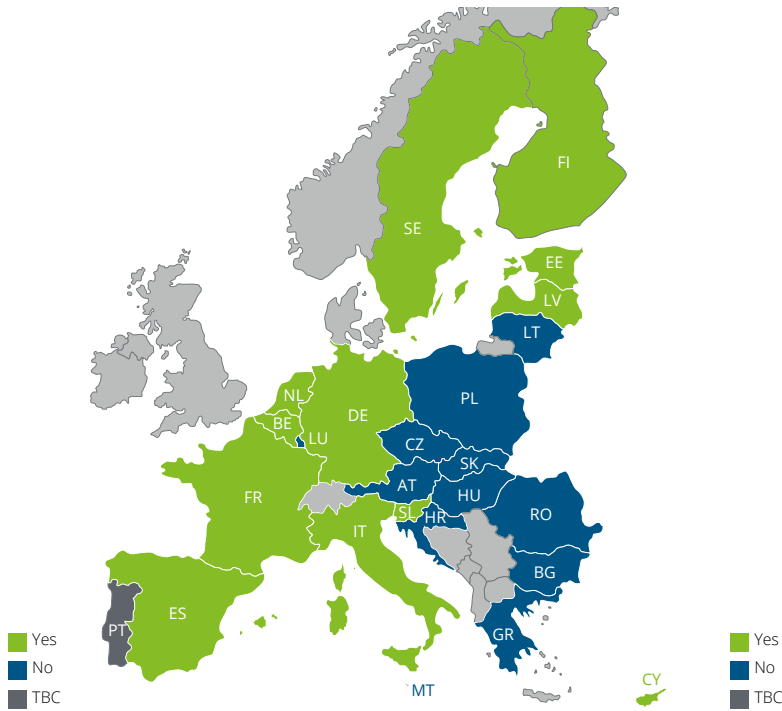 FI
SE
EE
LV
LT
NL
DE
PL
BE
LU
CZ
SK
AT
HU
FR
SL
HR
RO
IT
BG
ES
PT
GR
Yes
No
TBC
MT
CY
Yes
No
TBC